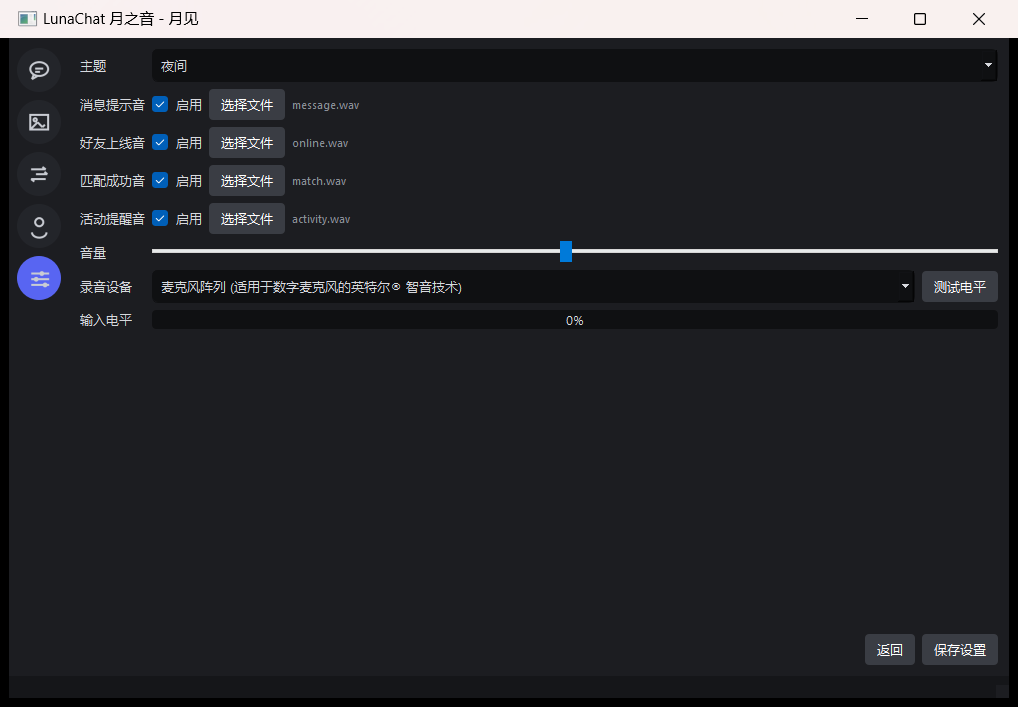 LunaChat 月之音 - 月见
主题 夜间
消息提示音 启用 选择文件 message.wav
好友上线音 启用 选择文件 online.wav
匹配成功音 启用 选择文件 match.wav
活动提醒音 启用 选择文件 activity.wav
音量
录音设备 麦克风阵列 (适用于数字麦克风的英特尔® 智音技术) 测试电平
输入电平 0%
返回 保存设置